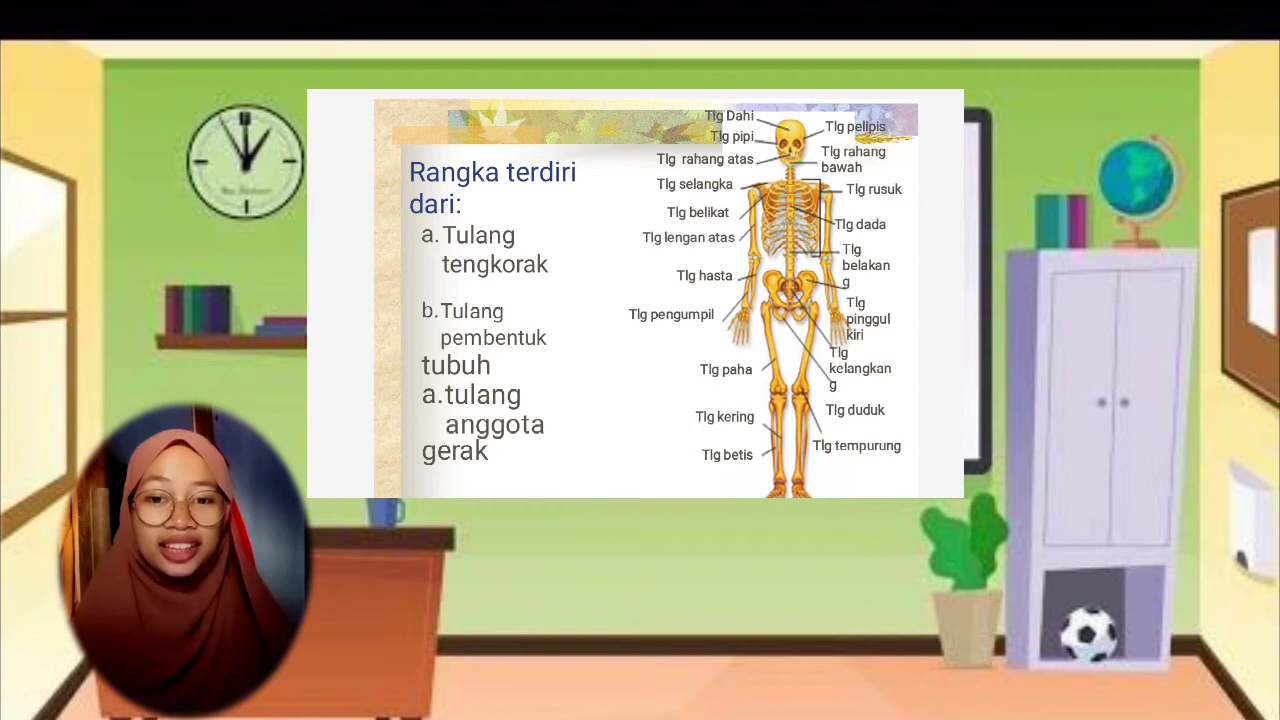 Rangka terdiri
dari:
a. Tulang
tengkorak
b. Tulang
pembentuk
tubuh
a. tulang
anggota
gerak
Tlg Dahi
Tlg pipi
Tlg rahang atas
Tlg selangka
Tlg belikat
Tlg lengan atas
Tlg hasta
Tlg pengumpil
Tlg paha
Tlg kering
Tlg betis
Tlg pelipis
Tlg rahang
bawah
Tlg rusuk
Tlg dada
Tlg
belakan
g
Tlg
pinggul
kiri
Tlg
kelangkan
g
Tlg duduk
Tlg tempurung